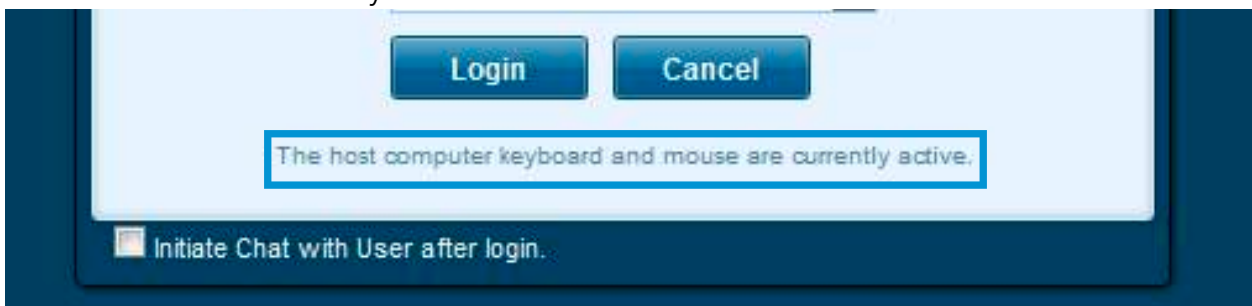 Login
Cancel
The host computer keyboard and mouse are currently active.
Initiate Chat with User after login.